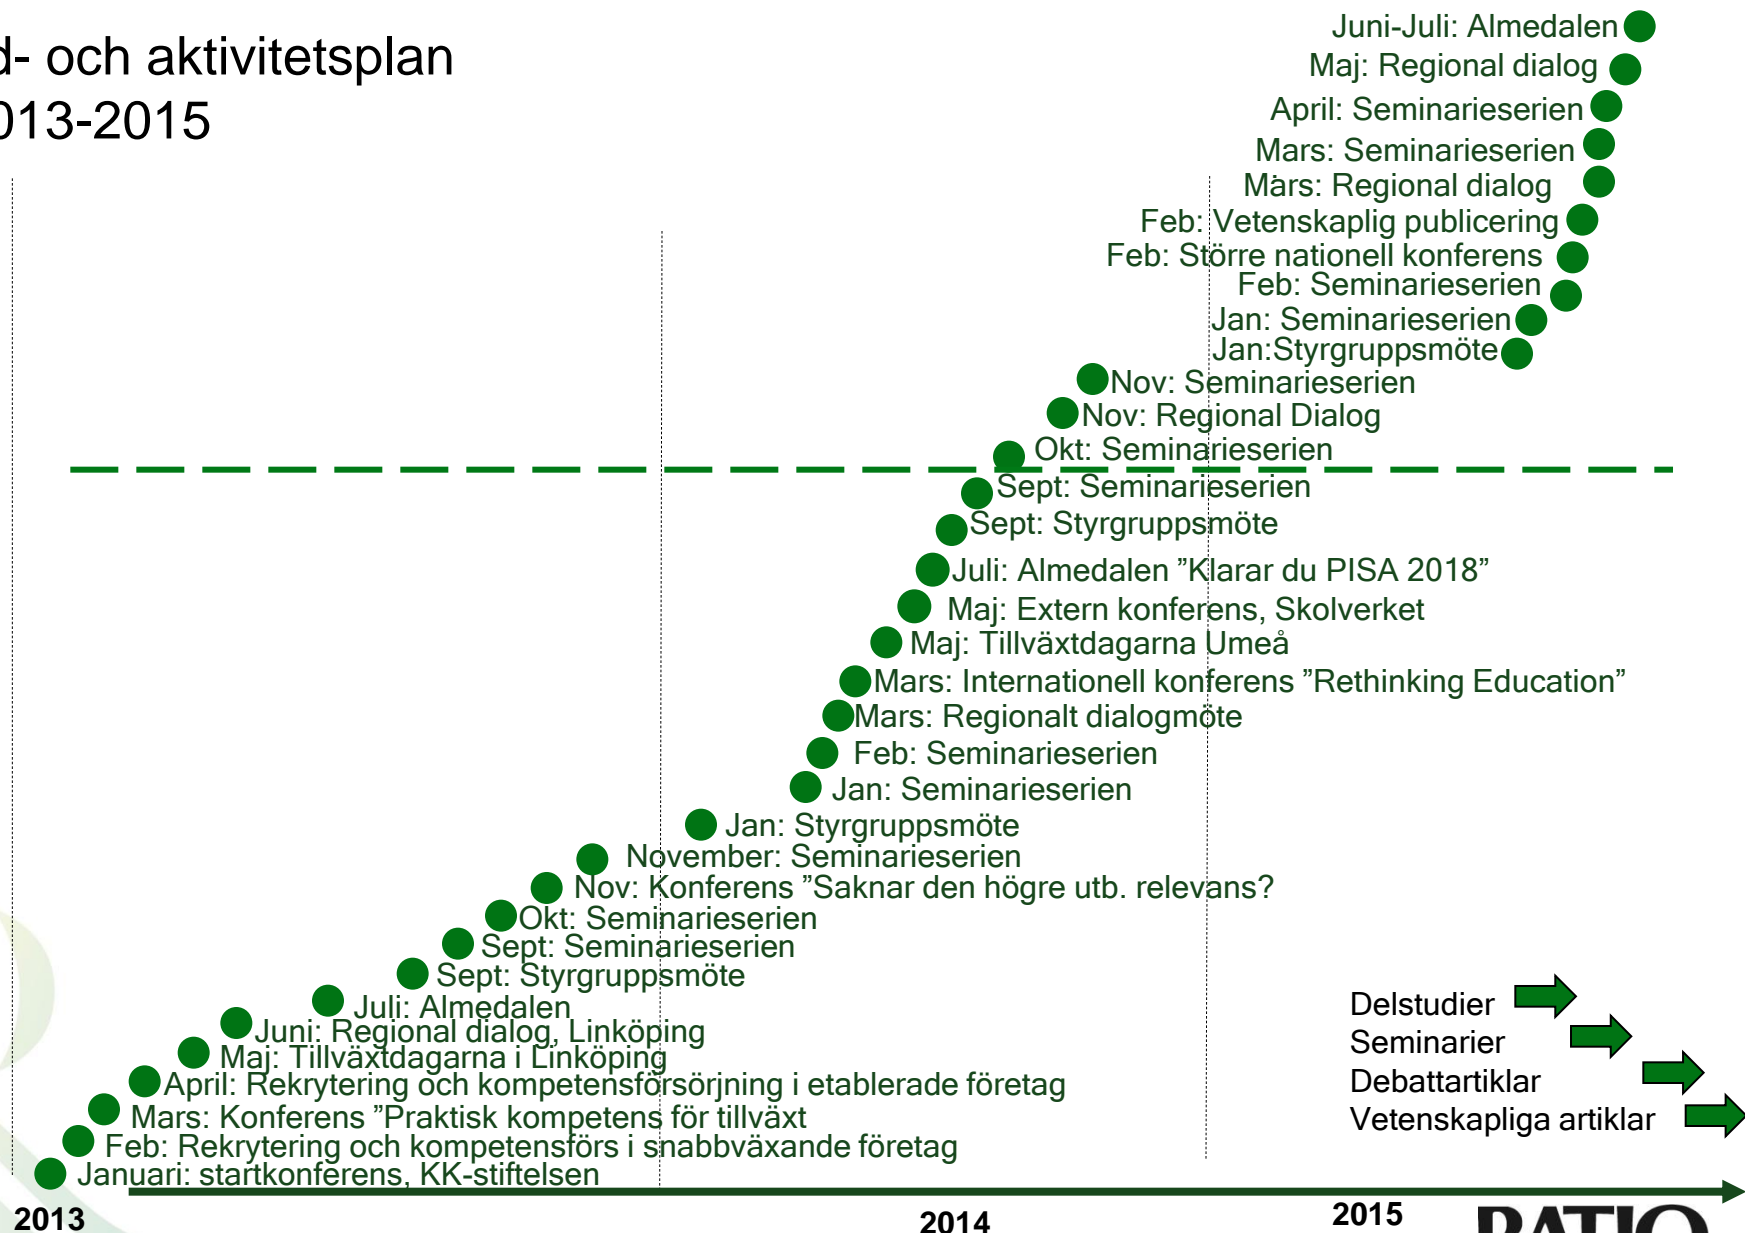 d- och aktivitetsplan
013-2015
Juni-Juli: Almedalen
Maj: Regional dialog
April: Seminarieserien
Mars: Seminarieserien
Mars: Regional dialog
Feb: Vetenskaplig publicering
Feb: Större nationell konferens
Feb: Seminarieserien
Jan: Seminarieserien
Jan:Styrgruppsmöte
Nov: Seminarieserien
Nov: Regional Dialog
Okt: Seminarieserien
Sept: Seminarieserien
Sept: Styrgruppsmöte
Juli: Almedalen ”Klarar du PISA 2018”
Maj: Extern konferens, Skolverket
Maj: Tillväxtdagarna Umeå
Mars: Internationell konferens ”Rethinking Education”
Mars: Regionalt dialogmöte
Feb: Seminarieserien
Jan: Seminarieserien
Jan: Styrgruppsmöte
November: Seminarieserien
Nov: Konferens ”Saknar den högre utb. relevans?
Okt: Seminarieserien
Sept: Seminarieserien
Sept: Styrgruppsmöte
Juli: Almedalen
Juni: Regional dialog, Linköping
Maj: Tillväxtdagarna i Linköping
April: Rekrytering och kompetensförsörjning i etablerade företag
Mars: Konferens ”Praktisk kompetens för tillväxt
Feb: Rekrytering och kompetensförs i snabbväxande företag
Januari: startkonferens, KK-stiftelsen
Delstudier
Seminarier
Debattartiklar
Vetenskapliga artiklar
2013
2014
2015
RATIO